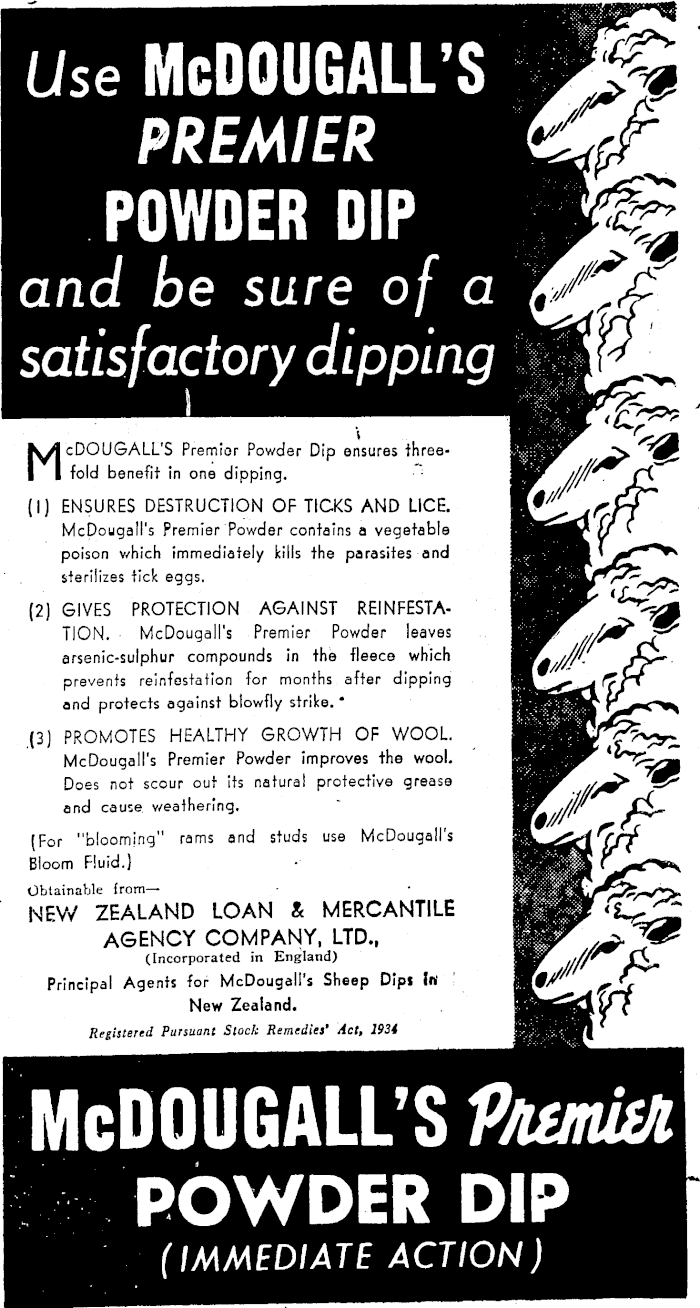 Use McDOUGALL'S
PREMIER
POWDER DIP
and be sure of a
satisfactory dipping
McDOUGALL'S Premier Powder Dip ensures three-
fold benefit in one dipping.
(1) ENSURES DESTRUCTION OF TICKS AND LICE.
McDougall's Premier Powder contains a vegetable
poison which immediately kills the parasites and
sterilizes tick eggs.
(2) GIVES PROTECTION AGAINST REINFESTA-
TION. McDougall's Premier Powder leaves
arsenic-sulphur compounds in the fleece which
prevents reinfestation for months after dipping
and protects against blowfly strike.
(3) PROMOTES HEALTHY GROWTH OF WOOL.
McDougall's Premier Powder improves the wool.
Does not scour out its natural protective grease
and cause weathering.
(For "blooming" rams and studs use McDougall's
Bloom Fluid.)
Obtainable from—
NEW ZEALAND LOAN & MERCANTILE
AGENCY COMPANY, LTD.,
(Incorporated in England)
Principal Agents for McDougall's Sheep Dips in
New Zealand.
Registered Pursuant Stock Remedies' Act, 1934
McDOUGALL'S Premier
POWDER DIP
(IMMEDIATE ACTION)